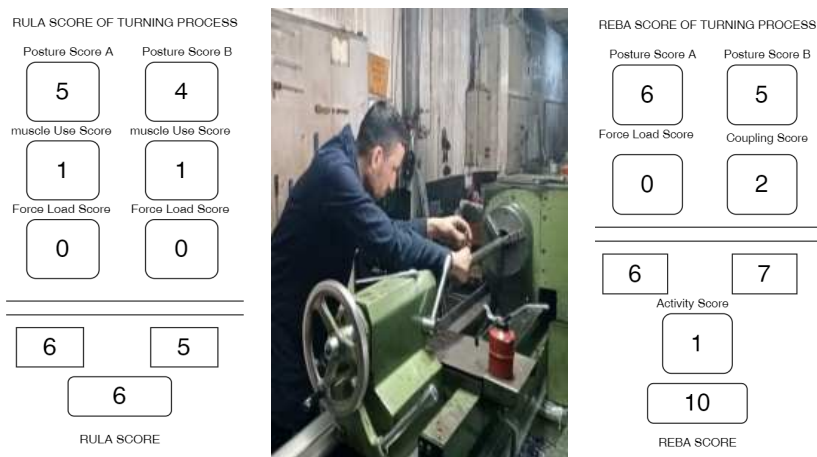 RULA SCORE OF TURNING PROCESS
Posture Score A Posture Score B
5 4
muscle Use Score muscle Use Score
1 1
Force Load Score Force Load Score
0 0
6 5
6
RULA SCORE
REBA SCORE OF TURNING PROCESS
Posture Score A Posture Score B
6 5
Force Load Score Coupling Score
0 2
6 7
Activity Score
1
10
REBA SCORE